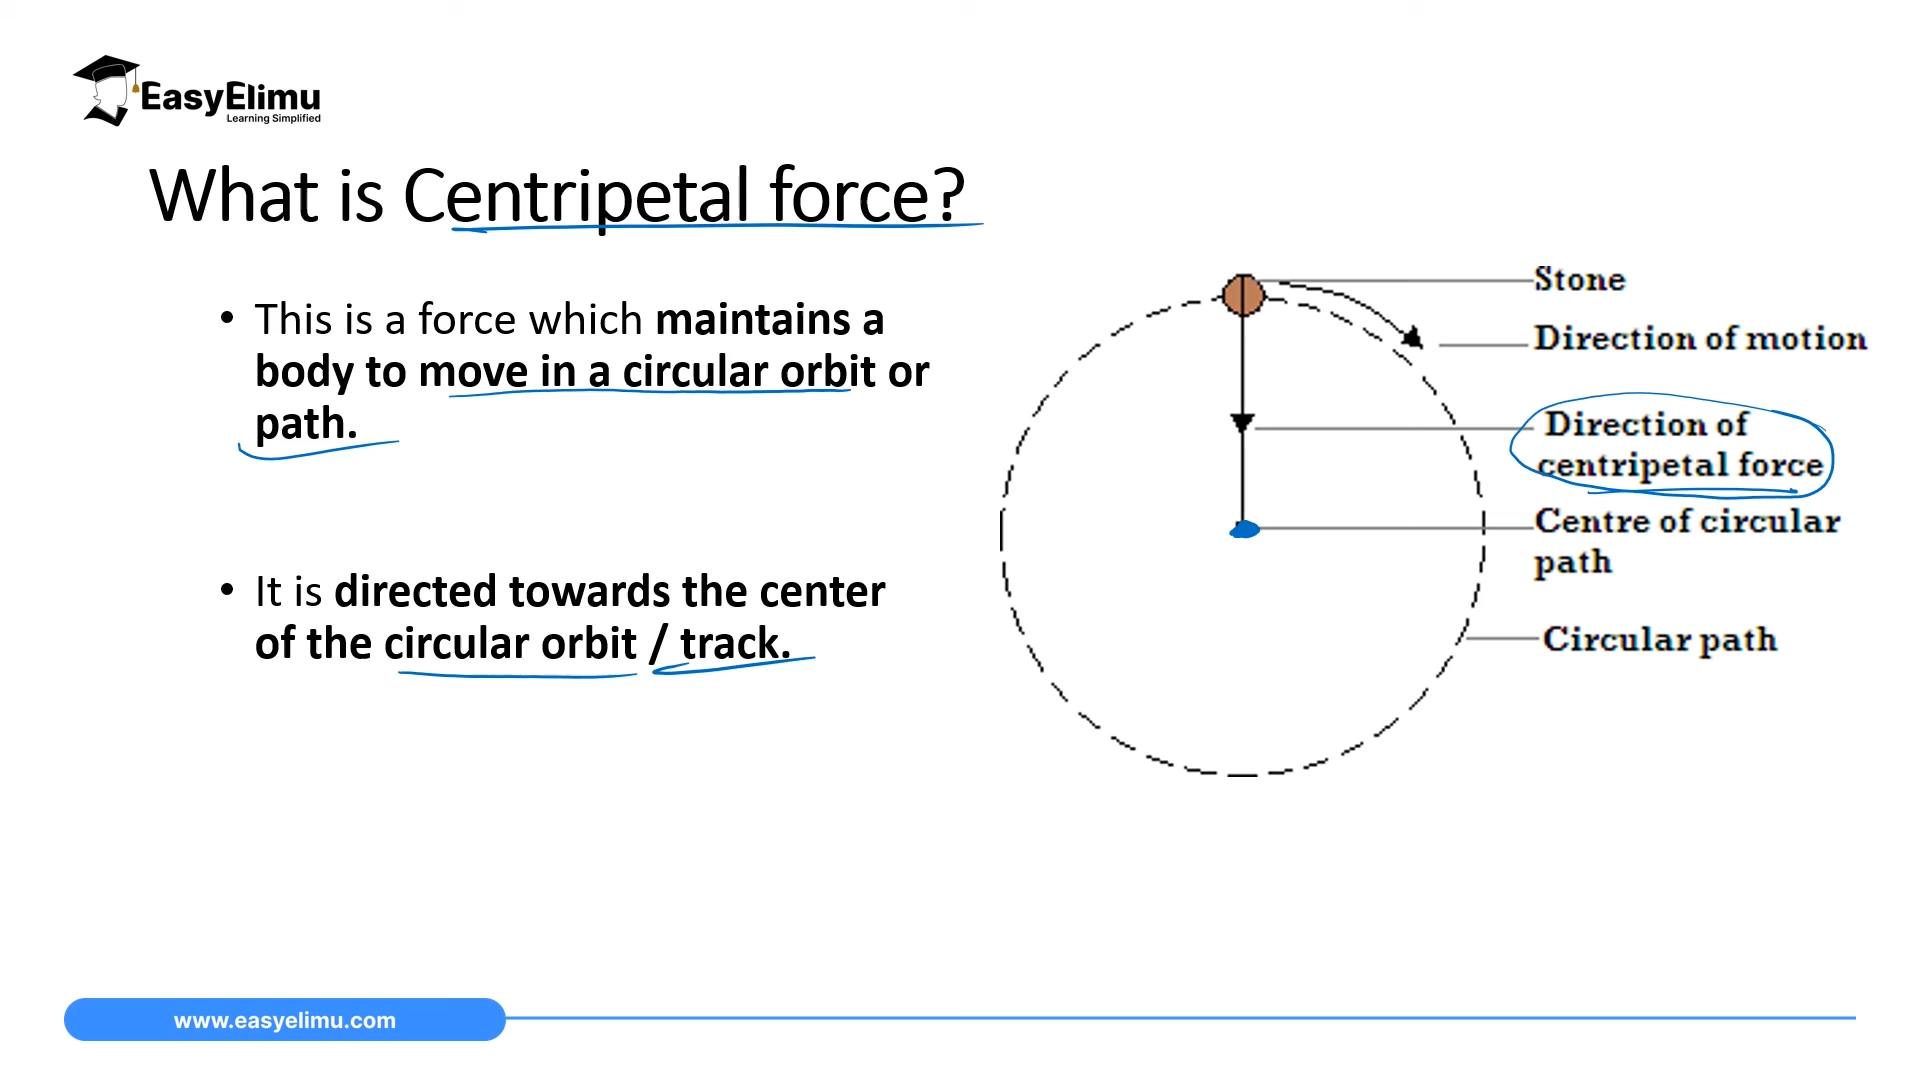 EasyElimu
Learning Simplified
What is Centripetal force?
• This is a force which maintains a
body to move in a circular orbit or
path.
• It is directed towards the center
of the circular orbit / track.
Stone
Direction of motion
Direction of
centripetal force
Centre of circular
path
Circular path
www.easyelimu.com